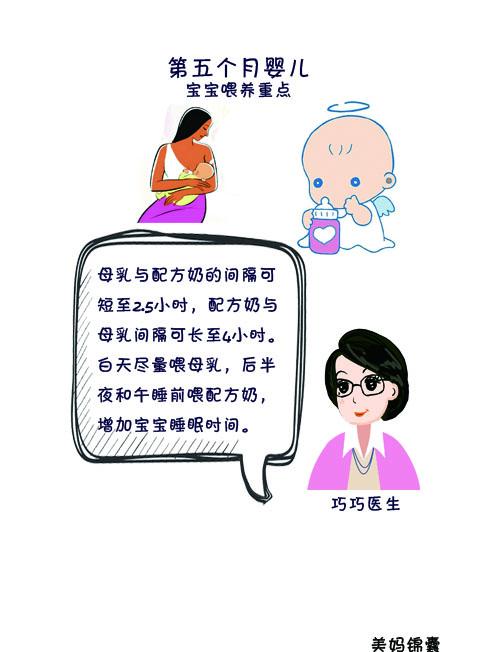 第五个月婴儿
宝宝喂养重点
母乳与配方奶的间隔可
短至2.5小时，配方奶与
母乳间隔可长至4小时。
白天尽量喂母乳，后半
夜和午睡前喂配方奶，
增加宝宝睡眠时间。
巧巧医生
美妈锦囊